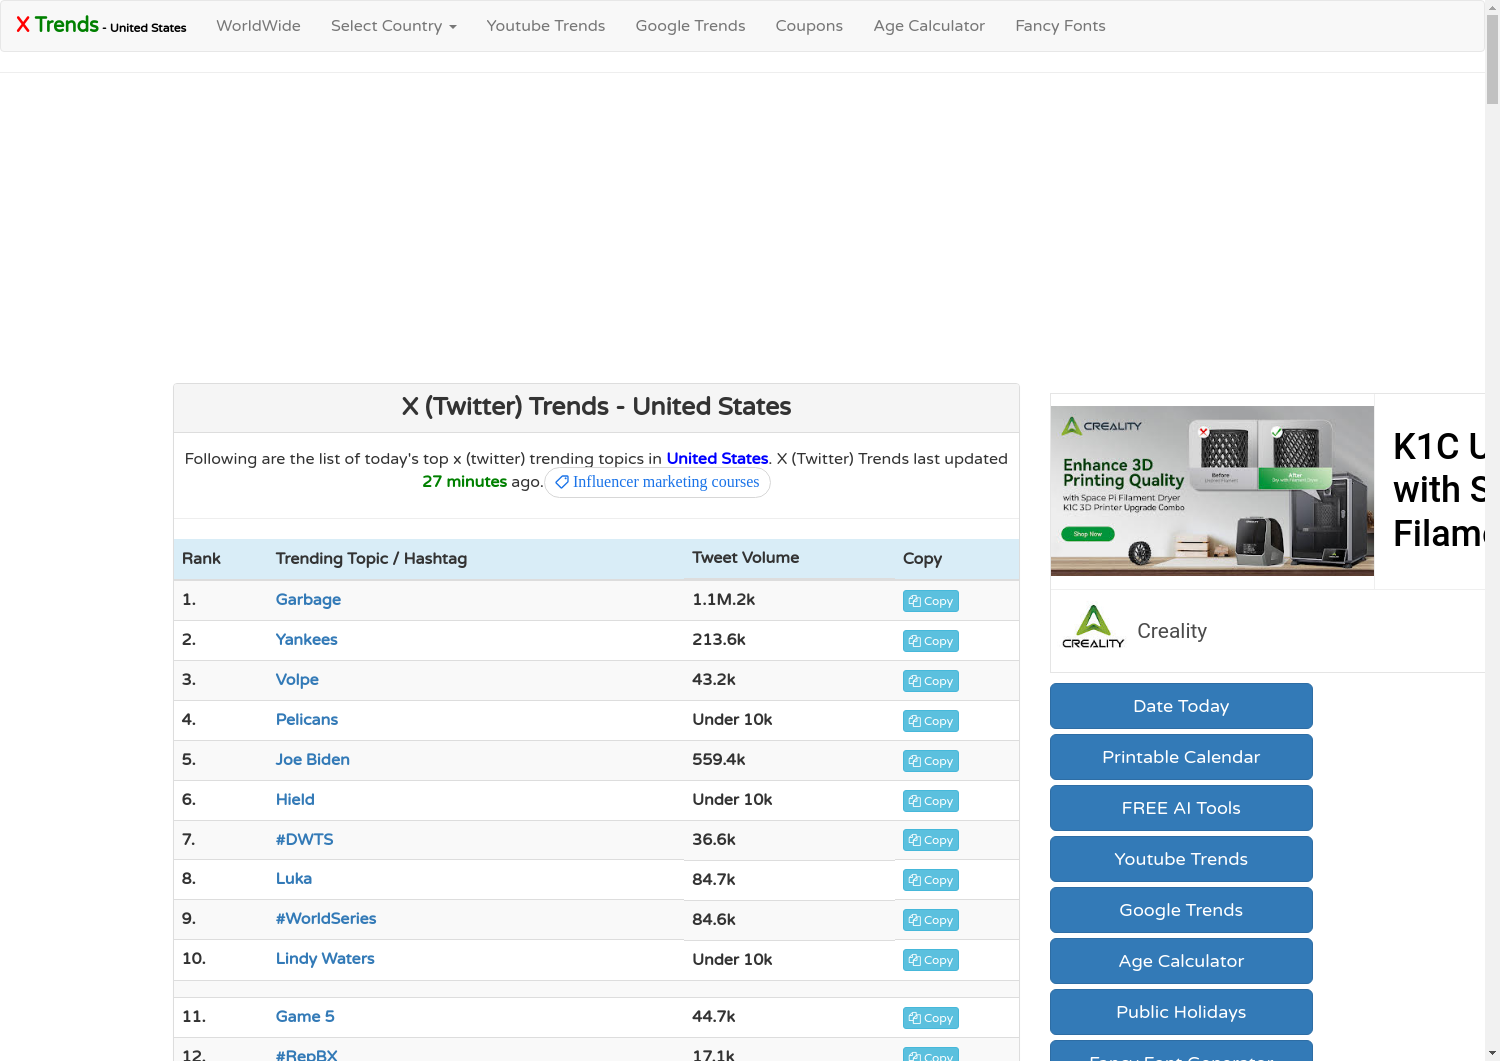 X Trends - United States
WorldWide
Select Country
Youtube Trends
Google Trends
Coupons
Age Calculator
Fancy Fonts
X (Twitter) Trends - United States
Following are the list of today's top x (twitter) trending topics in United States. X (Twitter) Trends last updated
27 minutes ago. Influencer marketing courses
Rank Trending Topic / Hashtag Tweet Volume Copy
1. Garbage 1.1M.2k Copy
2. Yankees 213.6k Copy
3. Volpe 43.2k Copy
4. Pelicans Under 10k Copy
5. Joe Biden 559.4k Copy
6. Hield Under 10k Copy
7. #DWTS 36.6k Copy
8. Luka 84.7k Copy
9. #WorldSeries 84.6k Copy
10. Lindy Waters Under 10k Copy
11. Game 5 44.7k Copy
12. #RepBX 17.1k Copy
CREALITY
Enhance 3D
Printing Quality
with Space Pi Filament Dryer
K1C 3D Printer Upgrade Combo
Shop Now
Before
After
K1C U
with S
Filame
CREALITY
Creality
Date Today
Printable Calendar
FREE AI Tools
Youtube Trends
Google Trends
Age Calculator
Public Holidays
Fancy Font Generator